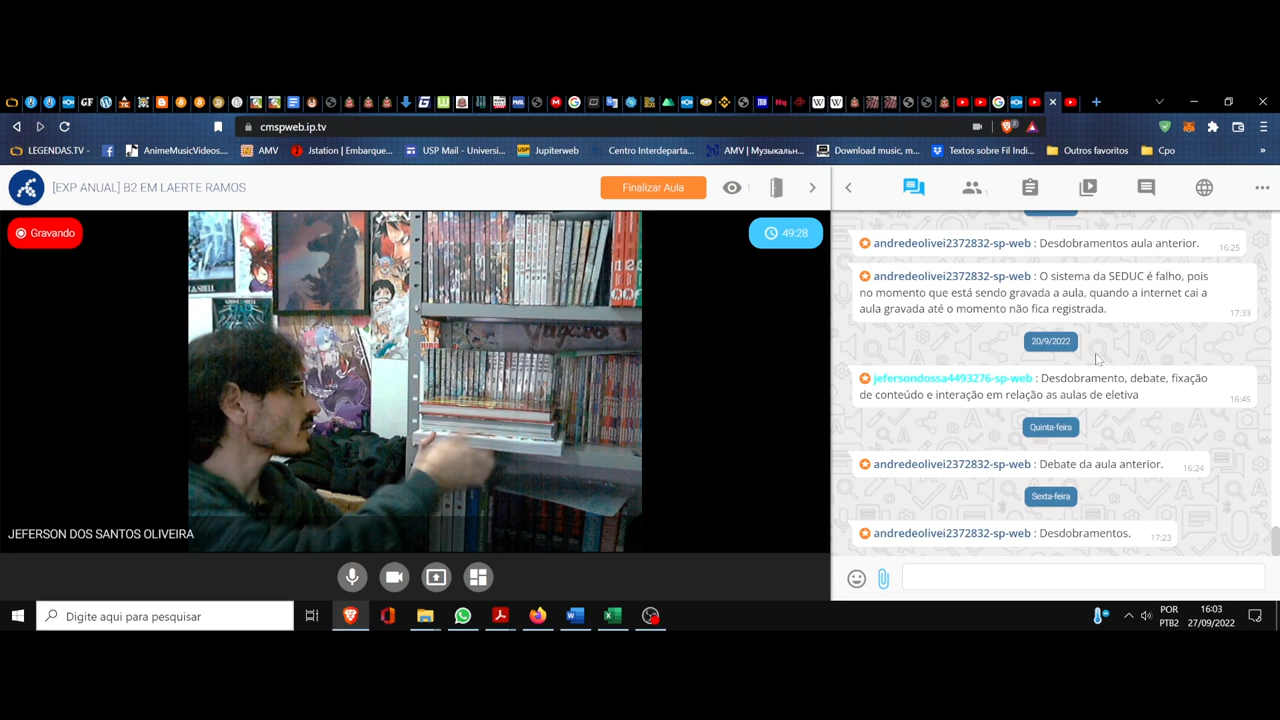 cmspweb.ip.tv
2
LEGENDAS.TV -
AnimeMusicVideos...
AMV
Jstation | Embarque...
USP Mail - Universi...
Jupiterweb
Centro Interdeparta...
AMV | Музыкальн...
Download music, m...
Textos sobre Fil Indi...
Outros favoritos
Cpo
»
[EXP ANUAL] B2 EM LAERTE RAMOS
Finalizar Aula
1
1
Gravando
49:28
JEFERSON DOS SANTOS OLIVEIRA
andredeolivei2372832-sp-web : Desdobramentos aula anterior.
16:25
andredeolivei2372832-sp-web : O sistema da SEDUC é falho, pois
no momento que está sendo gravada a aula, quando a internet cai a
aula gravada até o momento não fica registrada.
17:33
20/9/2022
jefersondossa4493276-sp-web : Desdobramento, debate, fixação
de conteúdo e interação em relação as aulas de eletiva
16:45
Quinta-feira
andredeolivei2372832-sp-web : Debate da aula anterior.
16:24
Sexta-feira
andredeolivei2372832-sp-web : Desdobramentos.
17:23
Digite aqui para pesquisar
POR
PTB2
16:03
27/09/2022